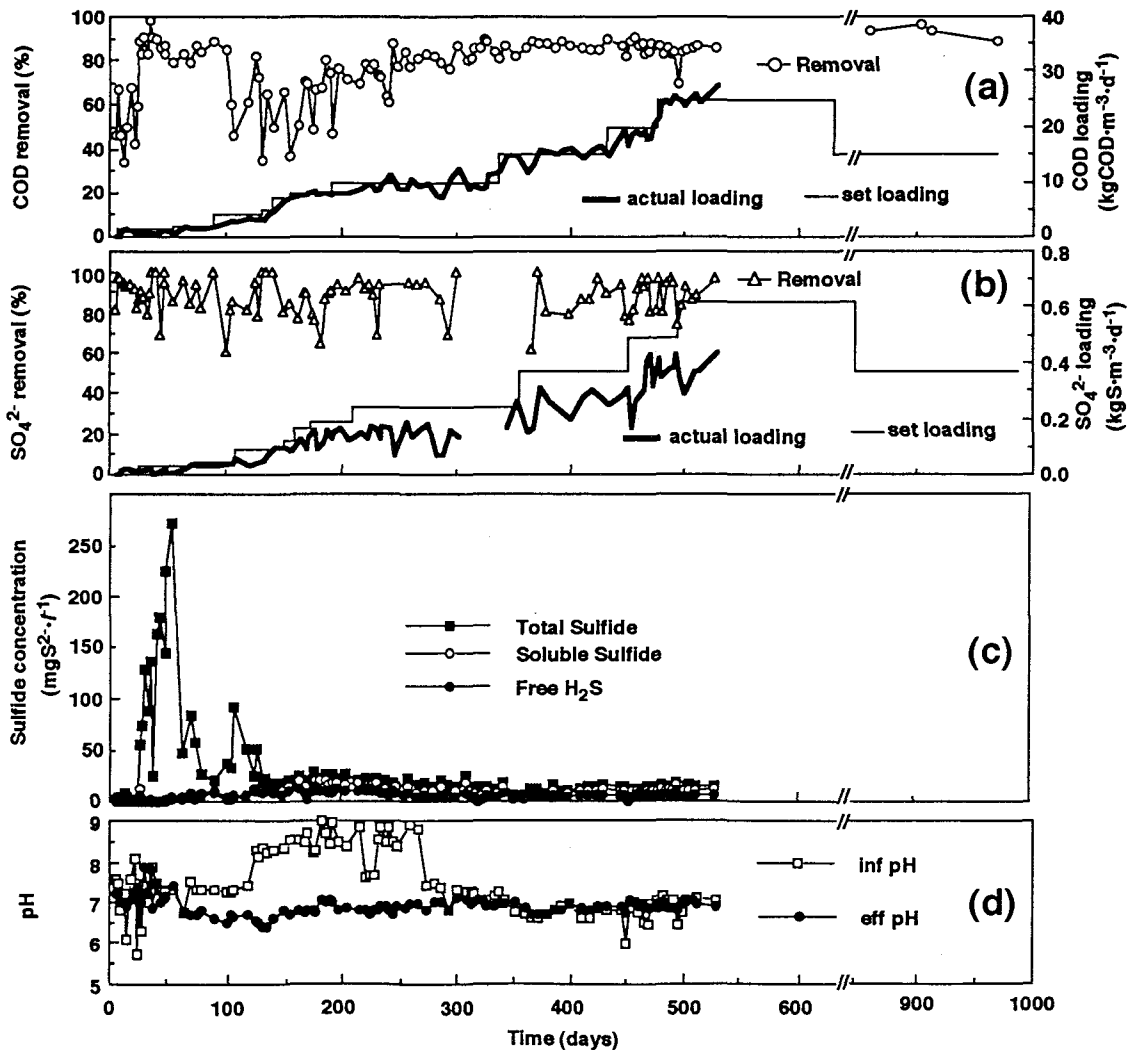 COD removal (%)
100
80
60
40
20
0
Removal
(a)
actual loading
set loading
40
30
20
10
0
COD loading
(kgCOD·m⁻³·d⁻¹)
SO₄²⁻ removal (%)
100
80
60
40
20
0
Removal
(b)
actual loading
set loading
0.8
0.6
0.4
0.2
0.0
SO₄²⁻ loading
(kgS·m⁻³·d⁻¹)
Sulfide concentration
(mgS²⁻·l⁻¹)
250
200
150
100
50
0
Total Sulfide
Soluble Sulfide
Free H₂S
(c)
pH
9
8
7
6
5
inf pH
eff pH
(d)
0
100
200
300
400
500
600
900
1000
Time (days)